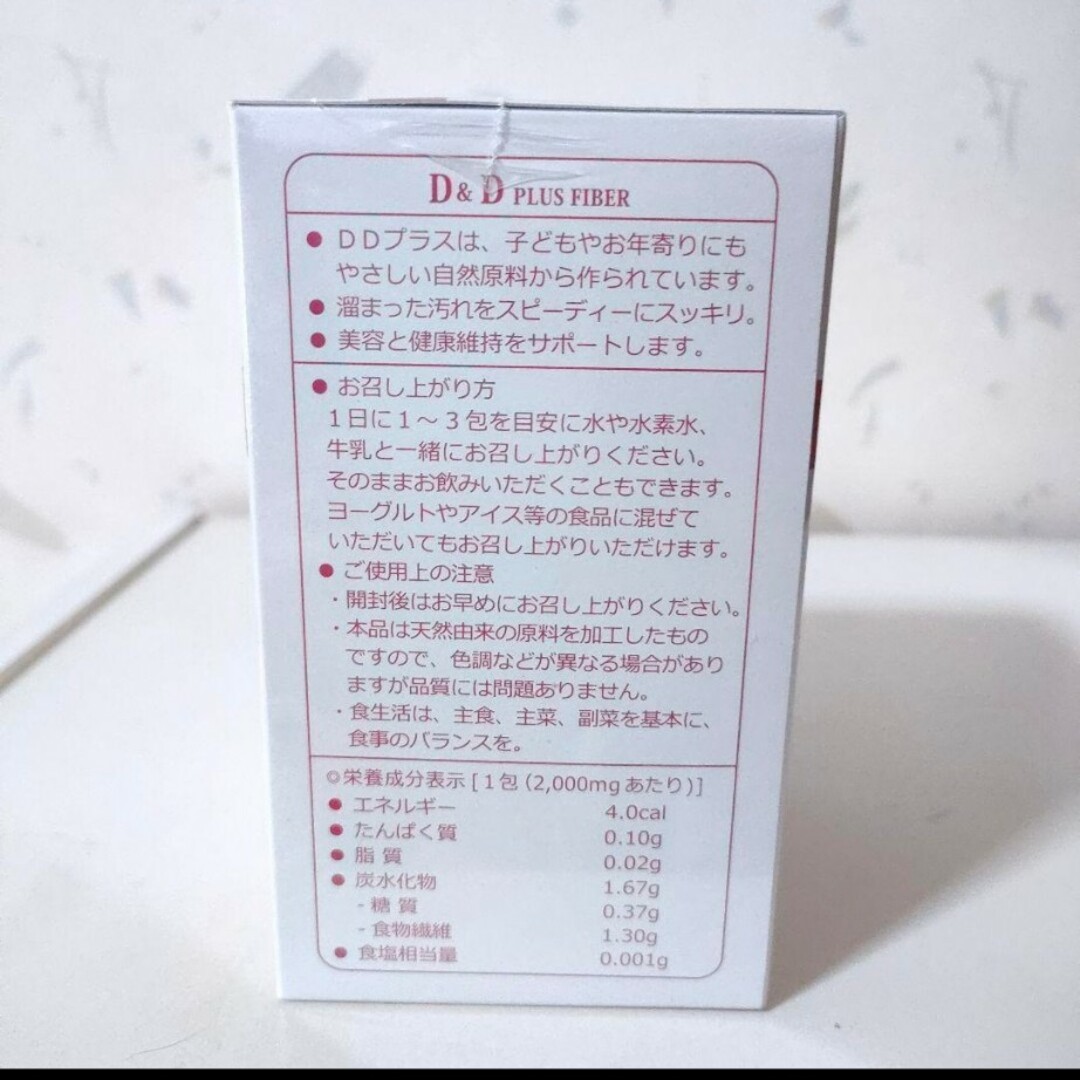 D & D PLUS FIBER
● ＤＤプラスは、子どもやお年寄りにも
やさしい自然原料から作られています。
● 溜まった汚れをスピーディーにスッキリ。
● 美容と健康維持をサポートします。
● お召し上がり方
１日に１～３包を目安に水や水素水、
牛乳と一緒にお召し上がりください。
そのままお飲みいただくこともできます。
ヨーグルトやアイス等の食品に混ぜて
いただいてもお召し上がりいただけます。
● ご使用上の注意
・開封後はお早めにお召し上がりください。
・本品は天然由来の原料を加工したもの
ですので、色調などが異なる場合があり
ますが品質には問題ありません。
・食生活は、主食、主菜、副菜を基本に、
食事のバランスを。
◎栄養成分表示 [１包（2,000mgあたり)]
● エネルギー 4.0cal
● たんぱく質 0.10g
● 脂 質 0.02g
● 炭水化物 1.67g
- 糖 質 0.37g
- 食物繊維 1.30g
● 食塩相当量 0.001g